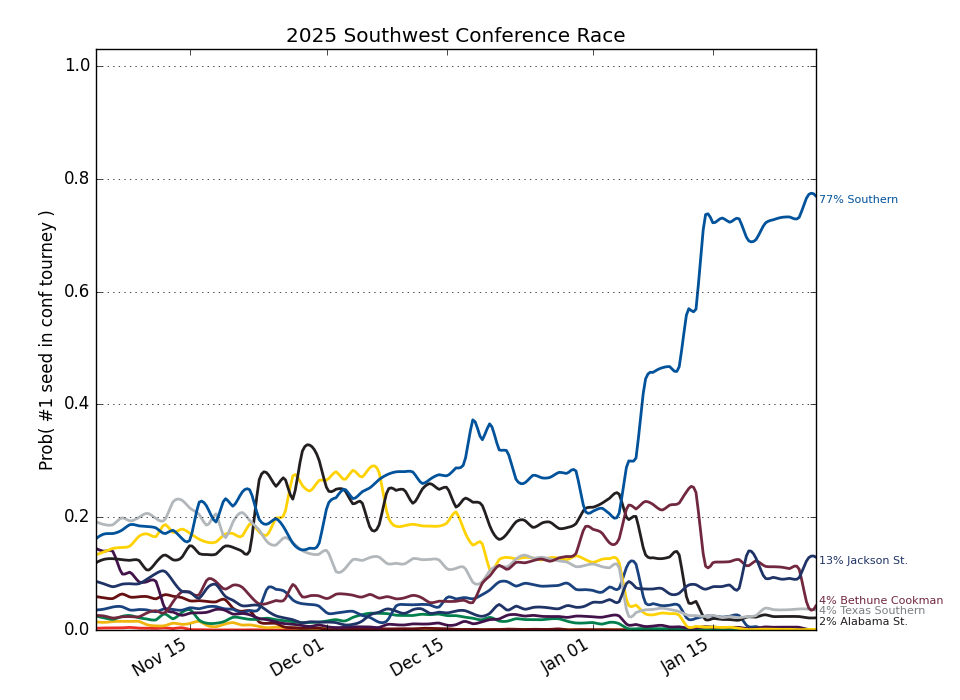 2025 Southwest Conference Race
Prob( #1 seed in conf tourney )
1.0
0.8
0.6
0.4
0.2
0.0
Nov 15
Dec 01
Dec 15
Jan 01
Jan 15
77% Southern
13% Jackson St.
4% Bethune Cookman
4% Texas Southern
2% Alabama St.